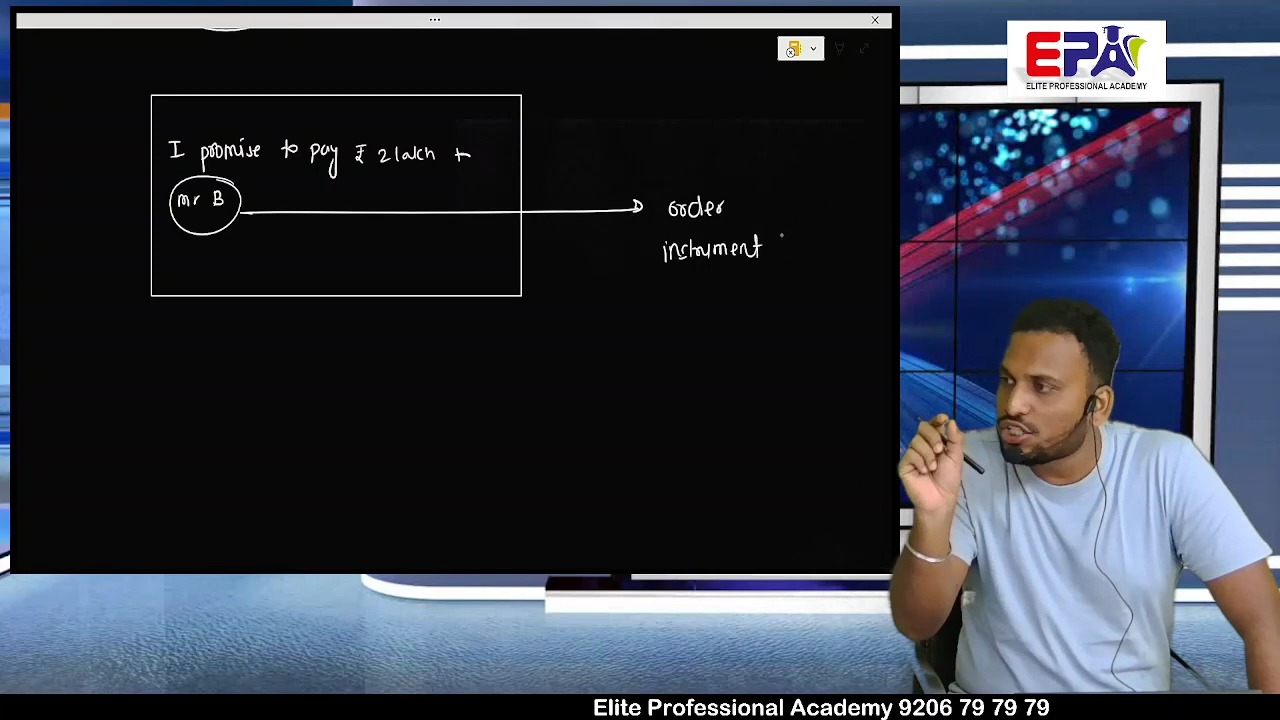 EPA
ELITE PROFESSIONAL ACADEMY
I promise to pay ₹ 2 lakh to
mr B
order
instrument
Elite Professional Academy 9206 79 79 79